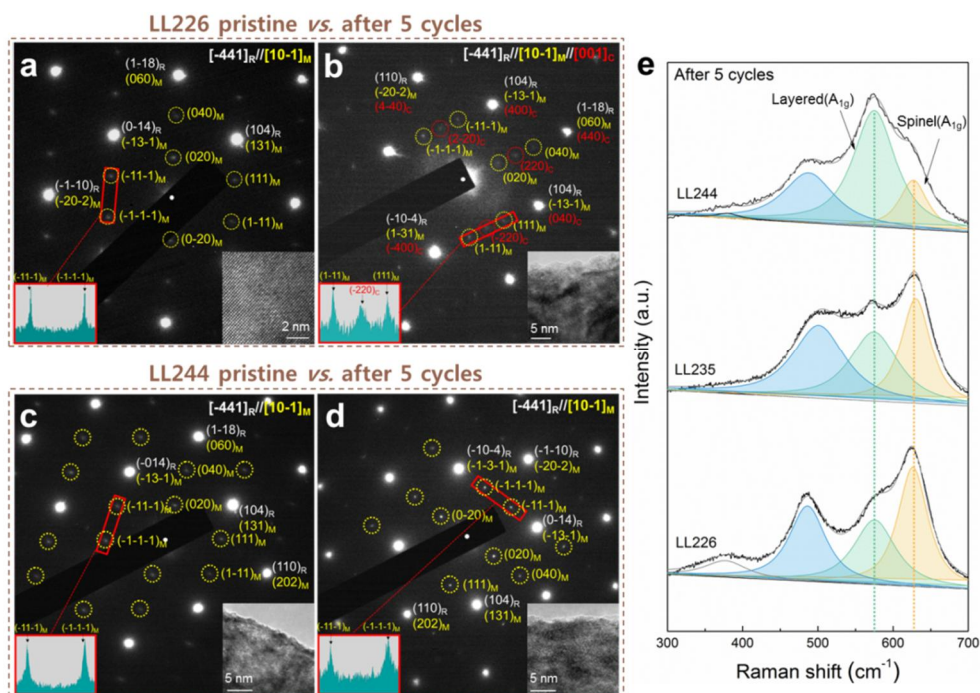 LL226 pristine vs. after 5 cycles
a
[-441]R//[10-1]M
(1-18)R
(060)M
(040)M
(0-14)R
(-13-1)M
(104)R
(131)M
(020)M
(-11-1)M
(111)M
(-1-10)R
(-20-2)M
(-1-1-1)M
(1-11)M
(0-20)M
(-11-1)M
(-1-1-1)M
2 nm
b
[-441]R//[10-1]M//[001]C
(110)R
(-20-2)M
(4-40)C
(104)R
(-13-1)M
(400)C
(1-18)R
(060)M
(440)C
(-11-1)M
(2-20)C
(-1-1-1)M
(040)M
(220)C
(020)M
(104)R
(-13-1)M
(040)C
(-10-4)R
(1-31)M
(-400)C
(111)M
(-220)C
(1-11)M
(1-11)M
(111)M
(-220)C
5 nm
LL244 pristine vs. after 5 cycles
c
[-441]R//[10-1]M
(1-18)R
(060)M
(-014)R
(-13-1)M
(040)M
(-11-1)M
(020)M
(104)R
(131)M
(-1-1-1)M
(111)M
(1-11)M
(110)R
(202)M
(-11-1)M
(-1-1-1)M
5 nm
d
[-441]R//[10-1]M
(-10-4)R
(-1-3-1)M
(-1-10)R
(-20-2)M
(-1-1-1)M
(-11-1)M
(0-20)M
(0-14)R
(-13-1)M
(020)M
(040)M
(111)M
(110)R
(202)M
(104)R
(131)M
(-11-1)M
(-1-1-1)M
5 nm
e
After 5 cycles
Layered(A1g)
Spinel(A1g)
LL244
LL235
LL226
Intensity (a.u.)
300 400 500 600 700
Raman shift (cm-1)